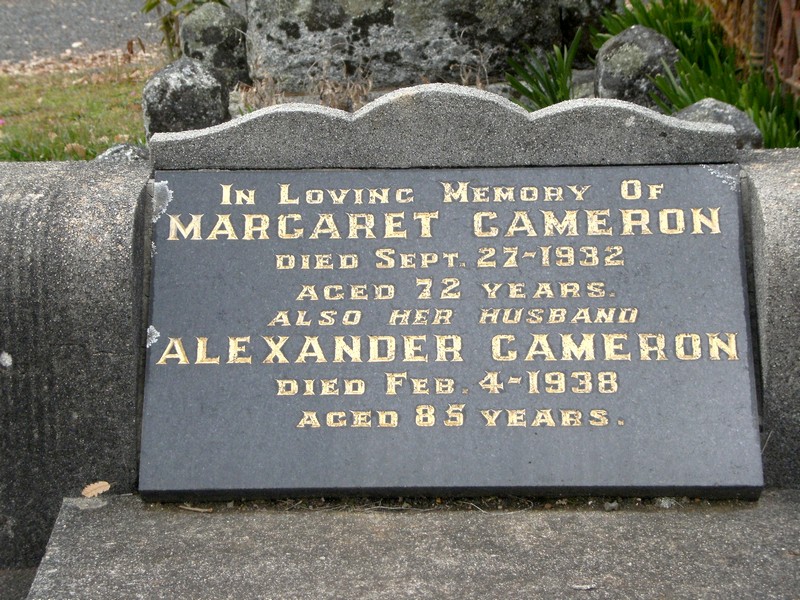 In Loving Memory Of
MARGARET CAMERON
DIED SEPT. 27-1932
AGED 72 YEARS.
ALSO HER HUSBAND
ALEXANDER CAMERON
DIED FEB. 4-1938
AGED 85 YEARS.